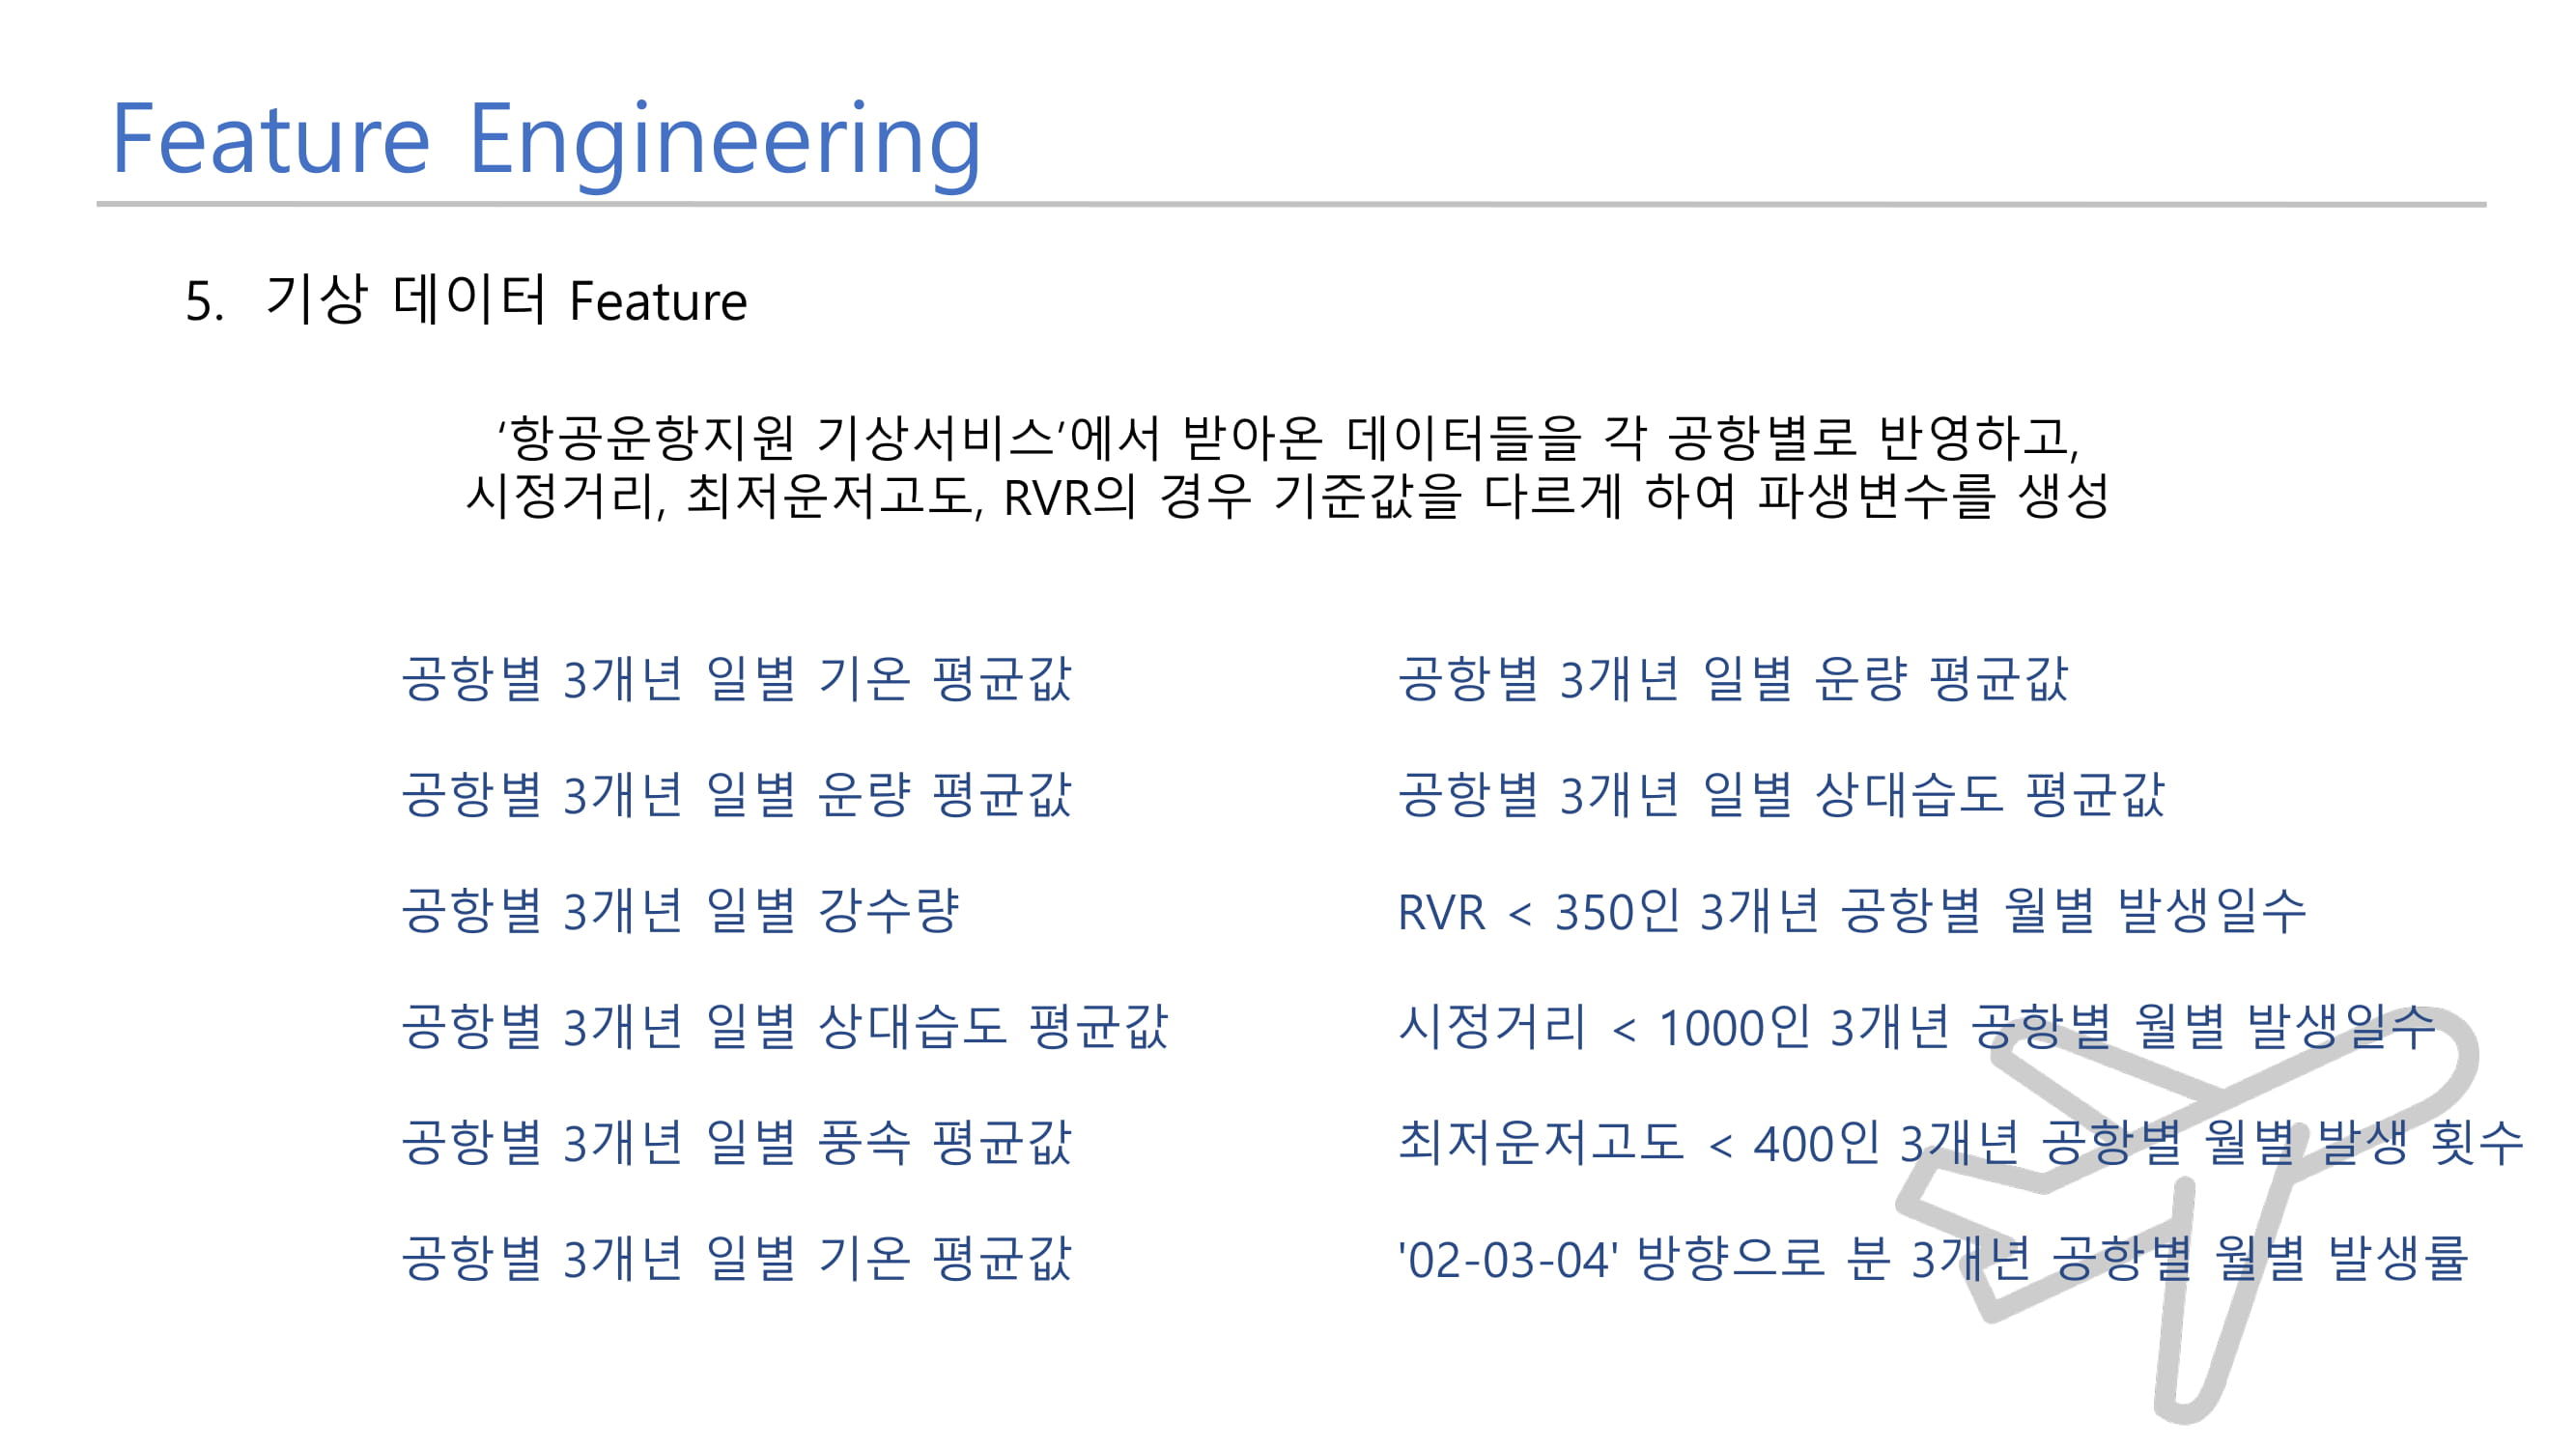 Feature Engineering
5. 기상 데이터 Feature
‘항공운항지원 기상서비스’에서 받아온 데이터들을 각 공항별로 반영하고,
시정거리, 최저운저고도, RVR의 경우 기준값을 다르게 하여 파생변수를 생성
공항별 3개년 일별 기온 평균값
공항별 3개년 일별 운량 평균값
공항별 3개년 일별 강수량
공항별 3개년 일별 상대습도 평균값
공항별 3개년 일별 풍속 평균값
공항별 3개년 일별 기온 평균값
공항별 3개년 일별 운량 평균값
공항별 3개년 일별 상대습도 평균값
RVR < 350인 3개년 공항별 월별 발생일수
시정거리 < 1000인 3개년 공항별 월별 발생일수
최저운저고도 < 400인 3개년 공항별 월별 발생 횟수
'02-03-04' 방향으로 분 3개년 공항별 월별 발생률